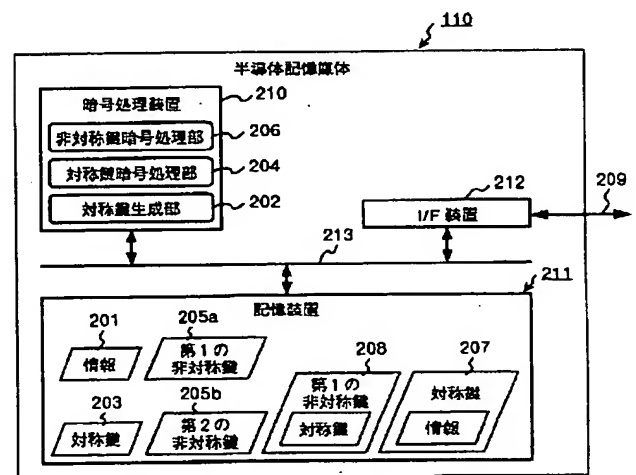 110
半導体記憶媒体
暗号処理装置
210
非対称鍵暗号処理部
206
対称鍵暗号処理部
204
対称鍵生成部
202
212
209
I/F 装置
213
211
記憶装置
201
情報
205a
第1の
非対称鍵
203
対称鍵
205b
第2の
非対称鍵
208
第1の
非対称鍵
対称鍵
207
対称鍵
情報